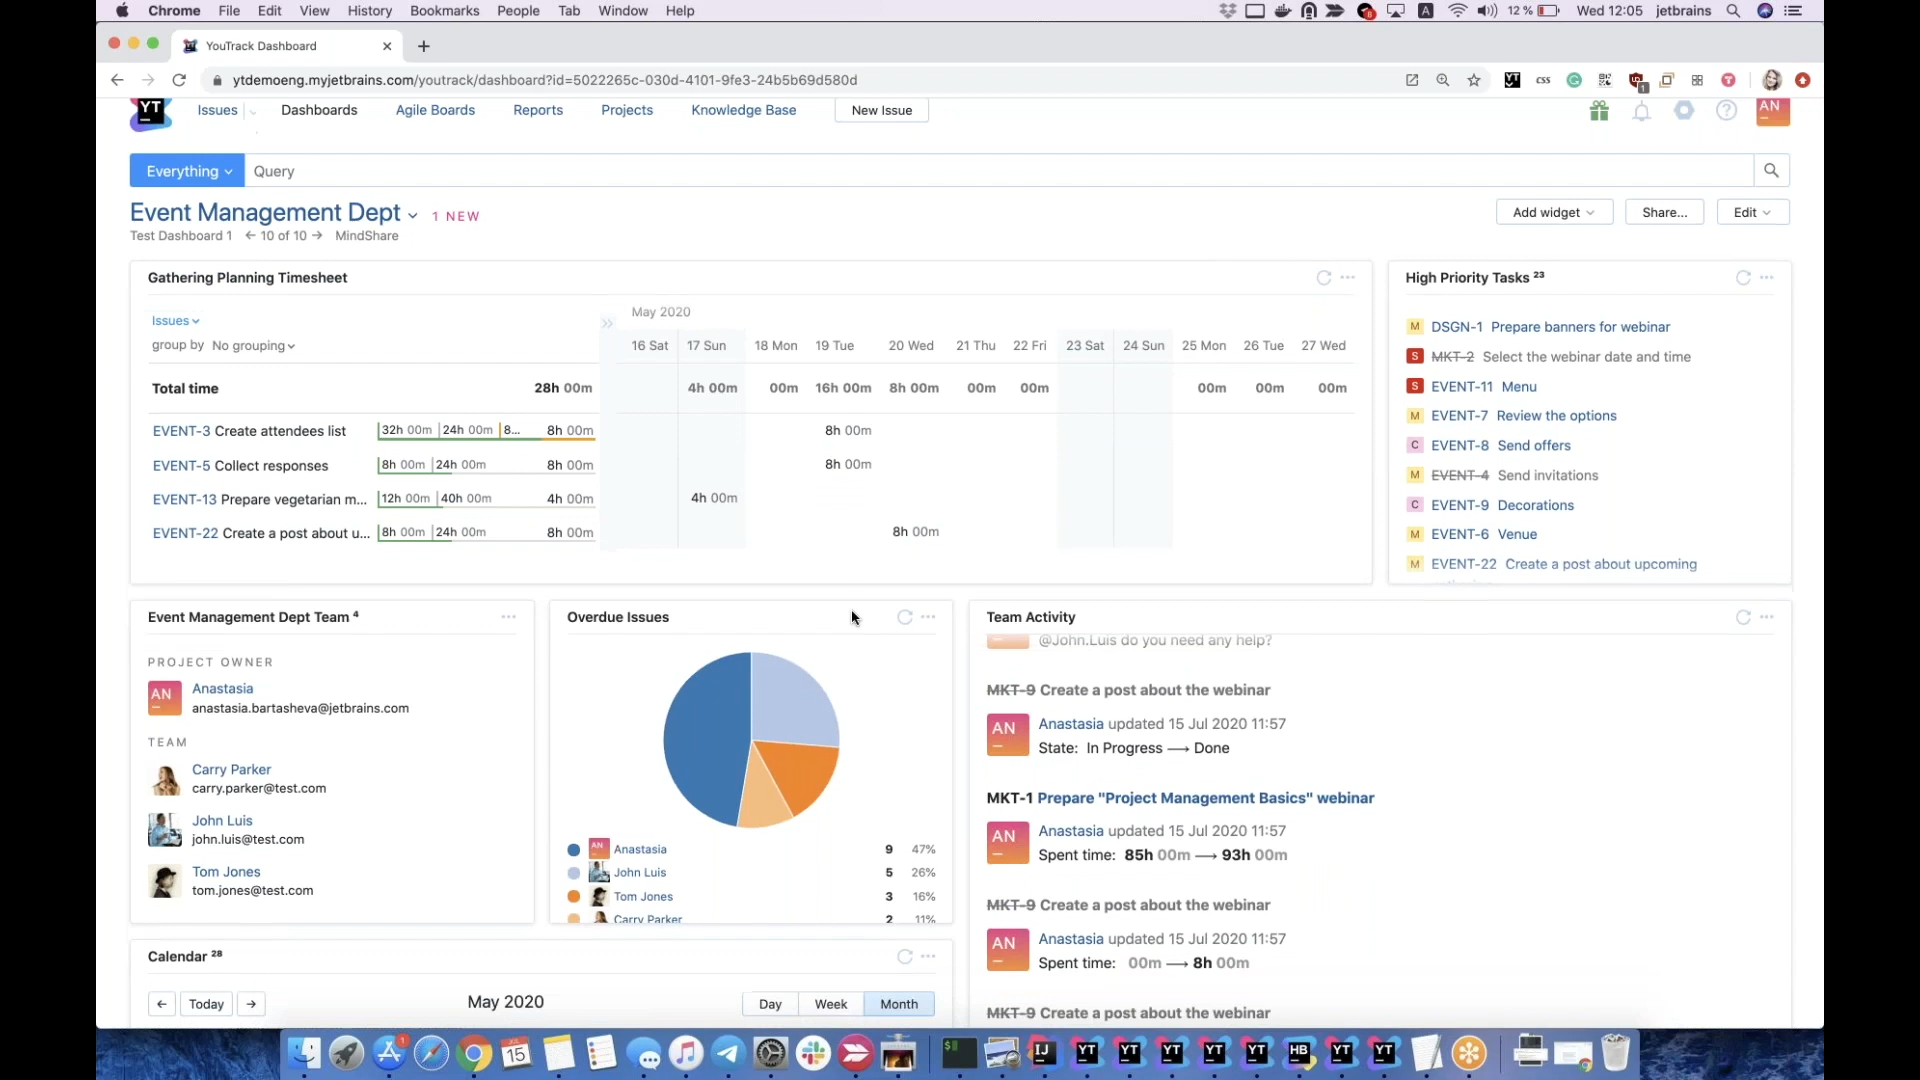 Chrome File Edit View History Bookmarks People Tab Window Help 12 % Wed 12:05 jetbrains
YouTrack Dashboard
ytdemoeng.myjetbrains.com/youtrack/dashboard?id=5022265c-030d-4101-9fe3-24b5b69d580d
YT Issues Dashboards Agile Boards Reports Projects Knowledge Base New Issue AN
Everything Query
Event Management Dept 1 NEW Add widget Share... Edit
Test Dashboard 1 ← 10 of 10 → MindShare
Gathering Planning Timesheet
Issues
group by No grouping
May 2020
16 Sat 17 Sun 18 Mon 19 Tue 20 Wed 21 Thu 22 Fri 23 Sat 24 Sun 25 Mon 26 Tue 27 Wed
Total time 28h 00m 4h 00m 00m 16h 00m 8h 00m 00m 00m 00m 00m 00m
EVENT-3 Create attendees list 32h 00m 24h 00m 8... 8h 00m 8h 00m
EVENT-5 Collect responses 8h 00m 24h 00m 8h 00m 8h 00m
EVENT-13 Prepare vegetarian m... 12h 00m 40h 00m 4h 00m 4h 00m
EVENT-22 Create a post about u... 8h 00m 24h 00m 8h 00m 8h 00m
High Priority Tasks 23
M DSGN-1 Prepare banners for webinar
S MKT-2 Select the webinar date and time
S EVENT-11 Menu
M EVENT-7 Review the options
C EVENT-8 Send offers
M EVENT-4 Send invitations
C EVENT-9 Decorations
M EVENT-6 Venue
M EVENT-22 Create a post about upcoming
Event Management Dept Team 4
PROJECT OWNER
AN Anastasia
anastasia.bartasheva@jetbrains.com
TEAM
Carry Parker
carry.parker@test.com
John Luis
john.luis@test.com
Tom Jones
tom.jones@test.com
Overdue Issues
AN Anastasia 9 47%
John Luis 5 26%
Tom Jones 3 16%
Carry Parker 2 11%
Team Activity
@John.Luis do you need any help?
MKT-9 Create a post about the webinar
AN Anastasia updated 15 Jul 2020 11:57
State: In Progress → Done
MKT-1 Prepare "Project Management Basics" webinar
AN Anastasia updated 15 Jul 2020 11:57
Spent time: 85h 00m → 93h 00m
MKT-9 Create a post about the webinar
AN Anastasia updated 15 Jul 2020 11:57
Spent time: 00m → 8h 00m
MKT-9 Create a post about the webinar
Calendar 28
← Today → May 2020 Day Week Month
1 15 $ IJ YT YT YT YT YT HB YT YT